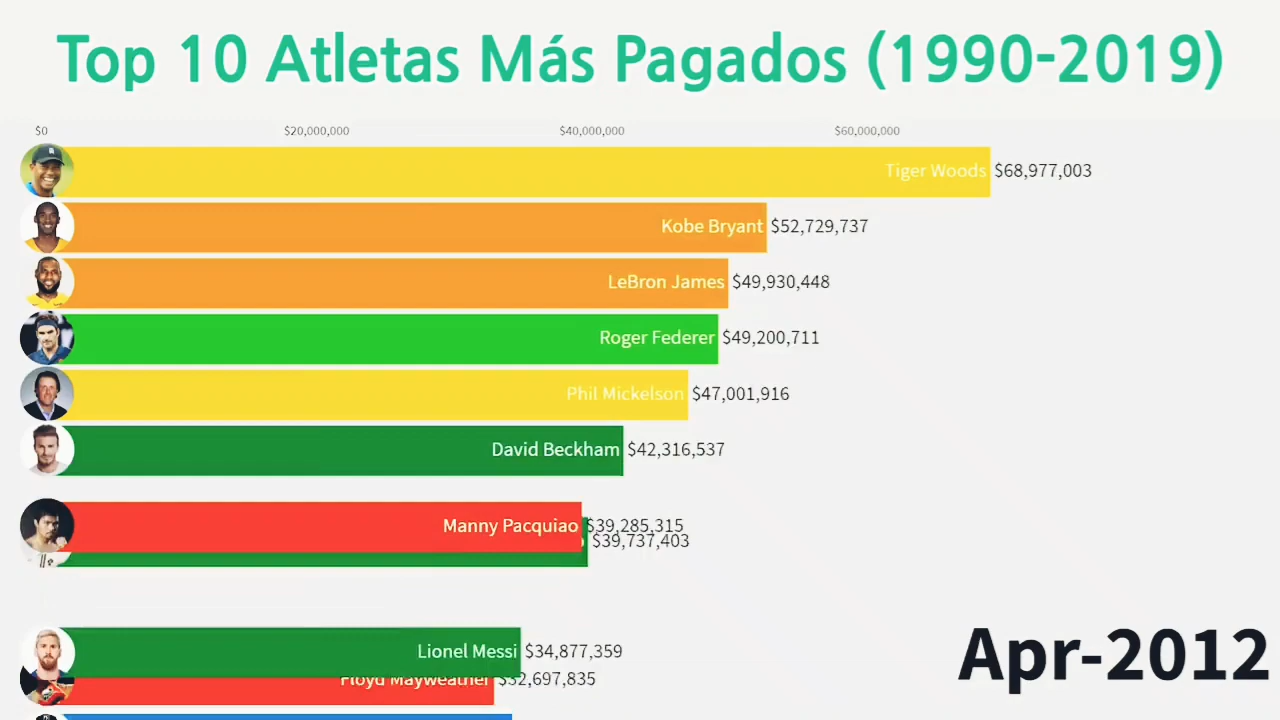 Top 10 Atletas Más Pagados (1990-2019)
$0 $20,000,000 $40,000,000 $60,000,000
Tiger Woods $68,977,003
Kobe Bryant $52,729,737
LeBron James $49,930,448
Roger Federer $49,200,711
Phil Mickelson $47,001,916
David Beckham $42,316,537
Manny Pacquiao $39,285,315
$39,737,403
Lionel Messi $34,877,359
Floyd Mayweather $32,697,835
Apr-2012